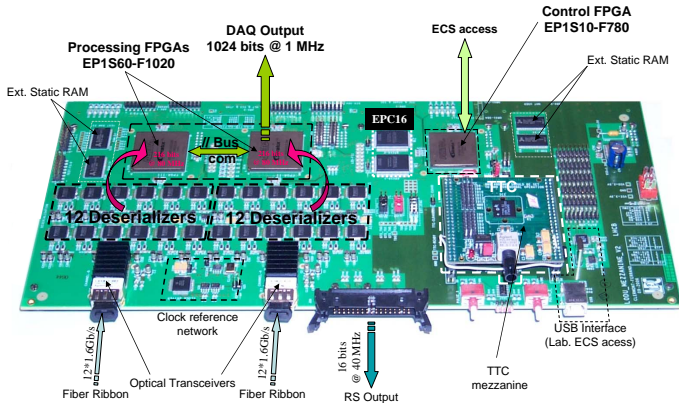 DAQ Output
1024 bits @ 1 MHz
Control FPGA
EP1S10-F780
Processing FPGAs
EP1S60-F1020
ECS access
Ext. Static RAM
Ext. Static RAM
EPC16
// Bus
com
TTC
12 Deserializers
12 Deserializers
L0DU MEZZANINE_V2
Clock reference
network
USB Interface
(Lab. ECS acess)
12*1.6Gb/s
12*1.6Gb/s
16 bits
@ 40 MHz
Optical Transceivers
TTC
mezzanine
Fiber Ribbon
Fiber Ribbon
RS Output